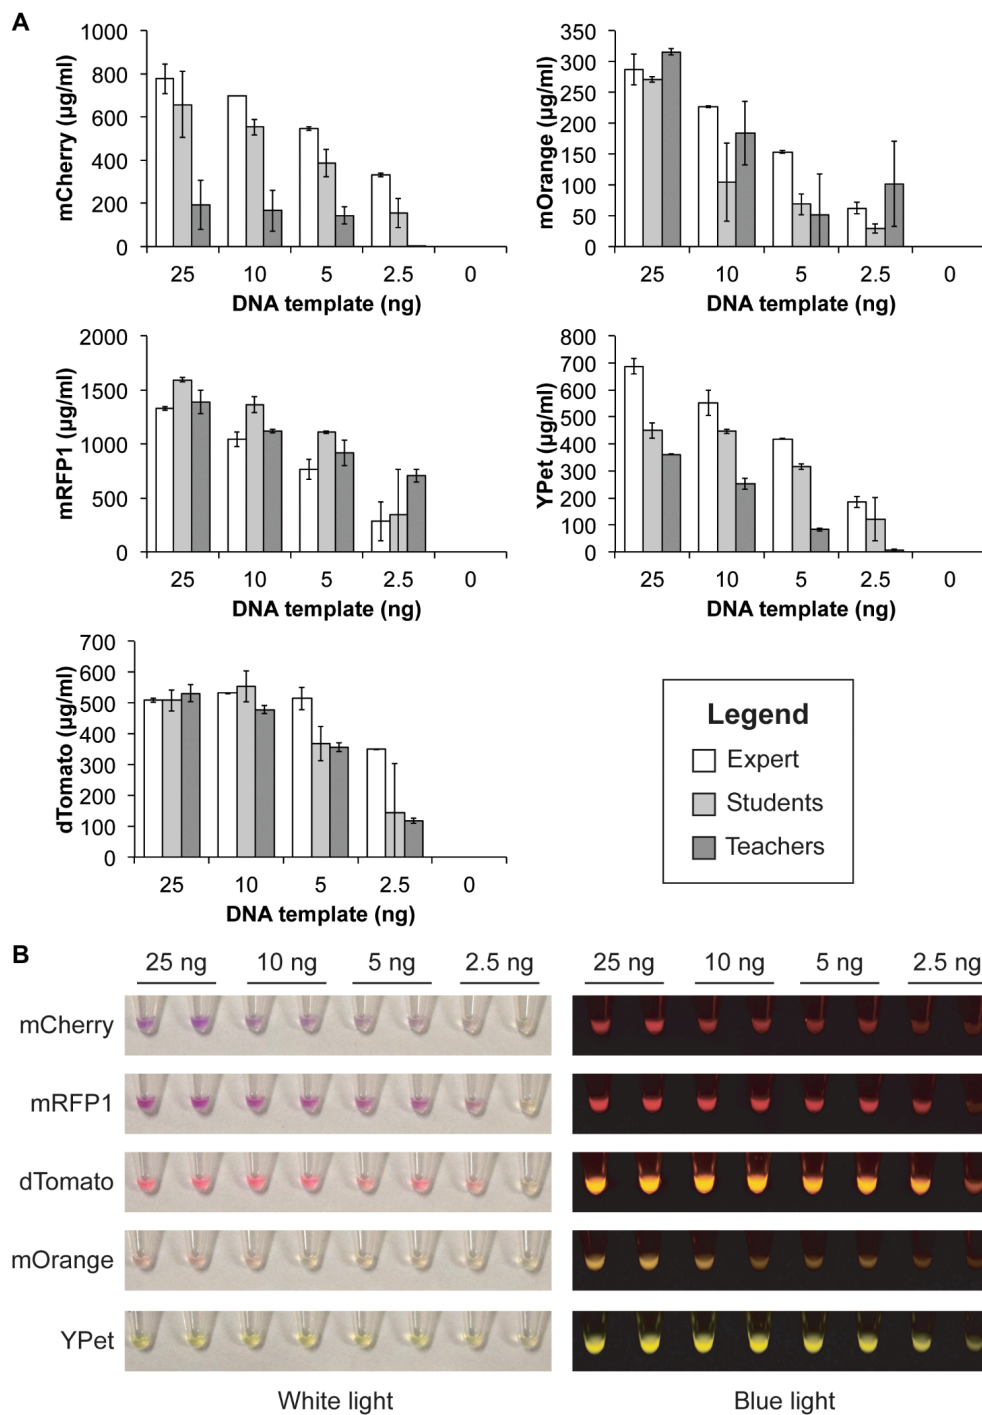 A
mCherry (µg/ml)
1000
800
600
400
200
0
25 10 5 2.5 0
DNA template (ng)
mOrange (µg/ml)
350
300
250
200
150
100
50
0
25 10 5 2.5 0
DNA template (ng)
mRFP1 (µg/ml)
2000
1500
1000
500
0
25 10 5 2.5 0
DNA template (ng)
YPet (µg/ml)
800
700
600
500
400
300
200
100
0
25 10 5 2.5 0
DNA template (ng)
dTomato (µg/ml)
700
600
500
400
300
200
100
0
25 10 5 2.5 0
DNA template (ng)
Legend
Expert
Students
Teachers
B
25 ng 10 ng 5 ng 2.5 ng 25 ng 10 ng 5 ng 2.5 ng
mCherry
mRFP1
dTomato
mOrange
YPet
White light Blue light